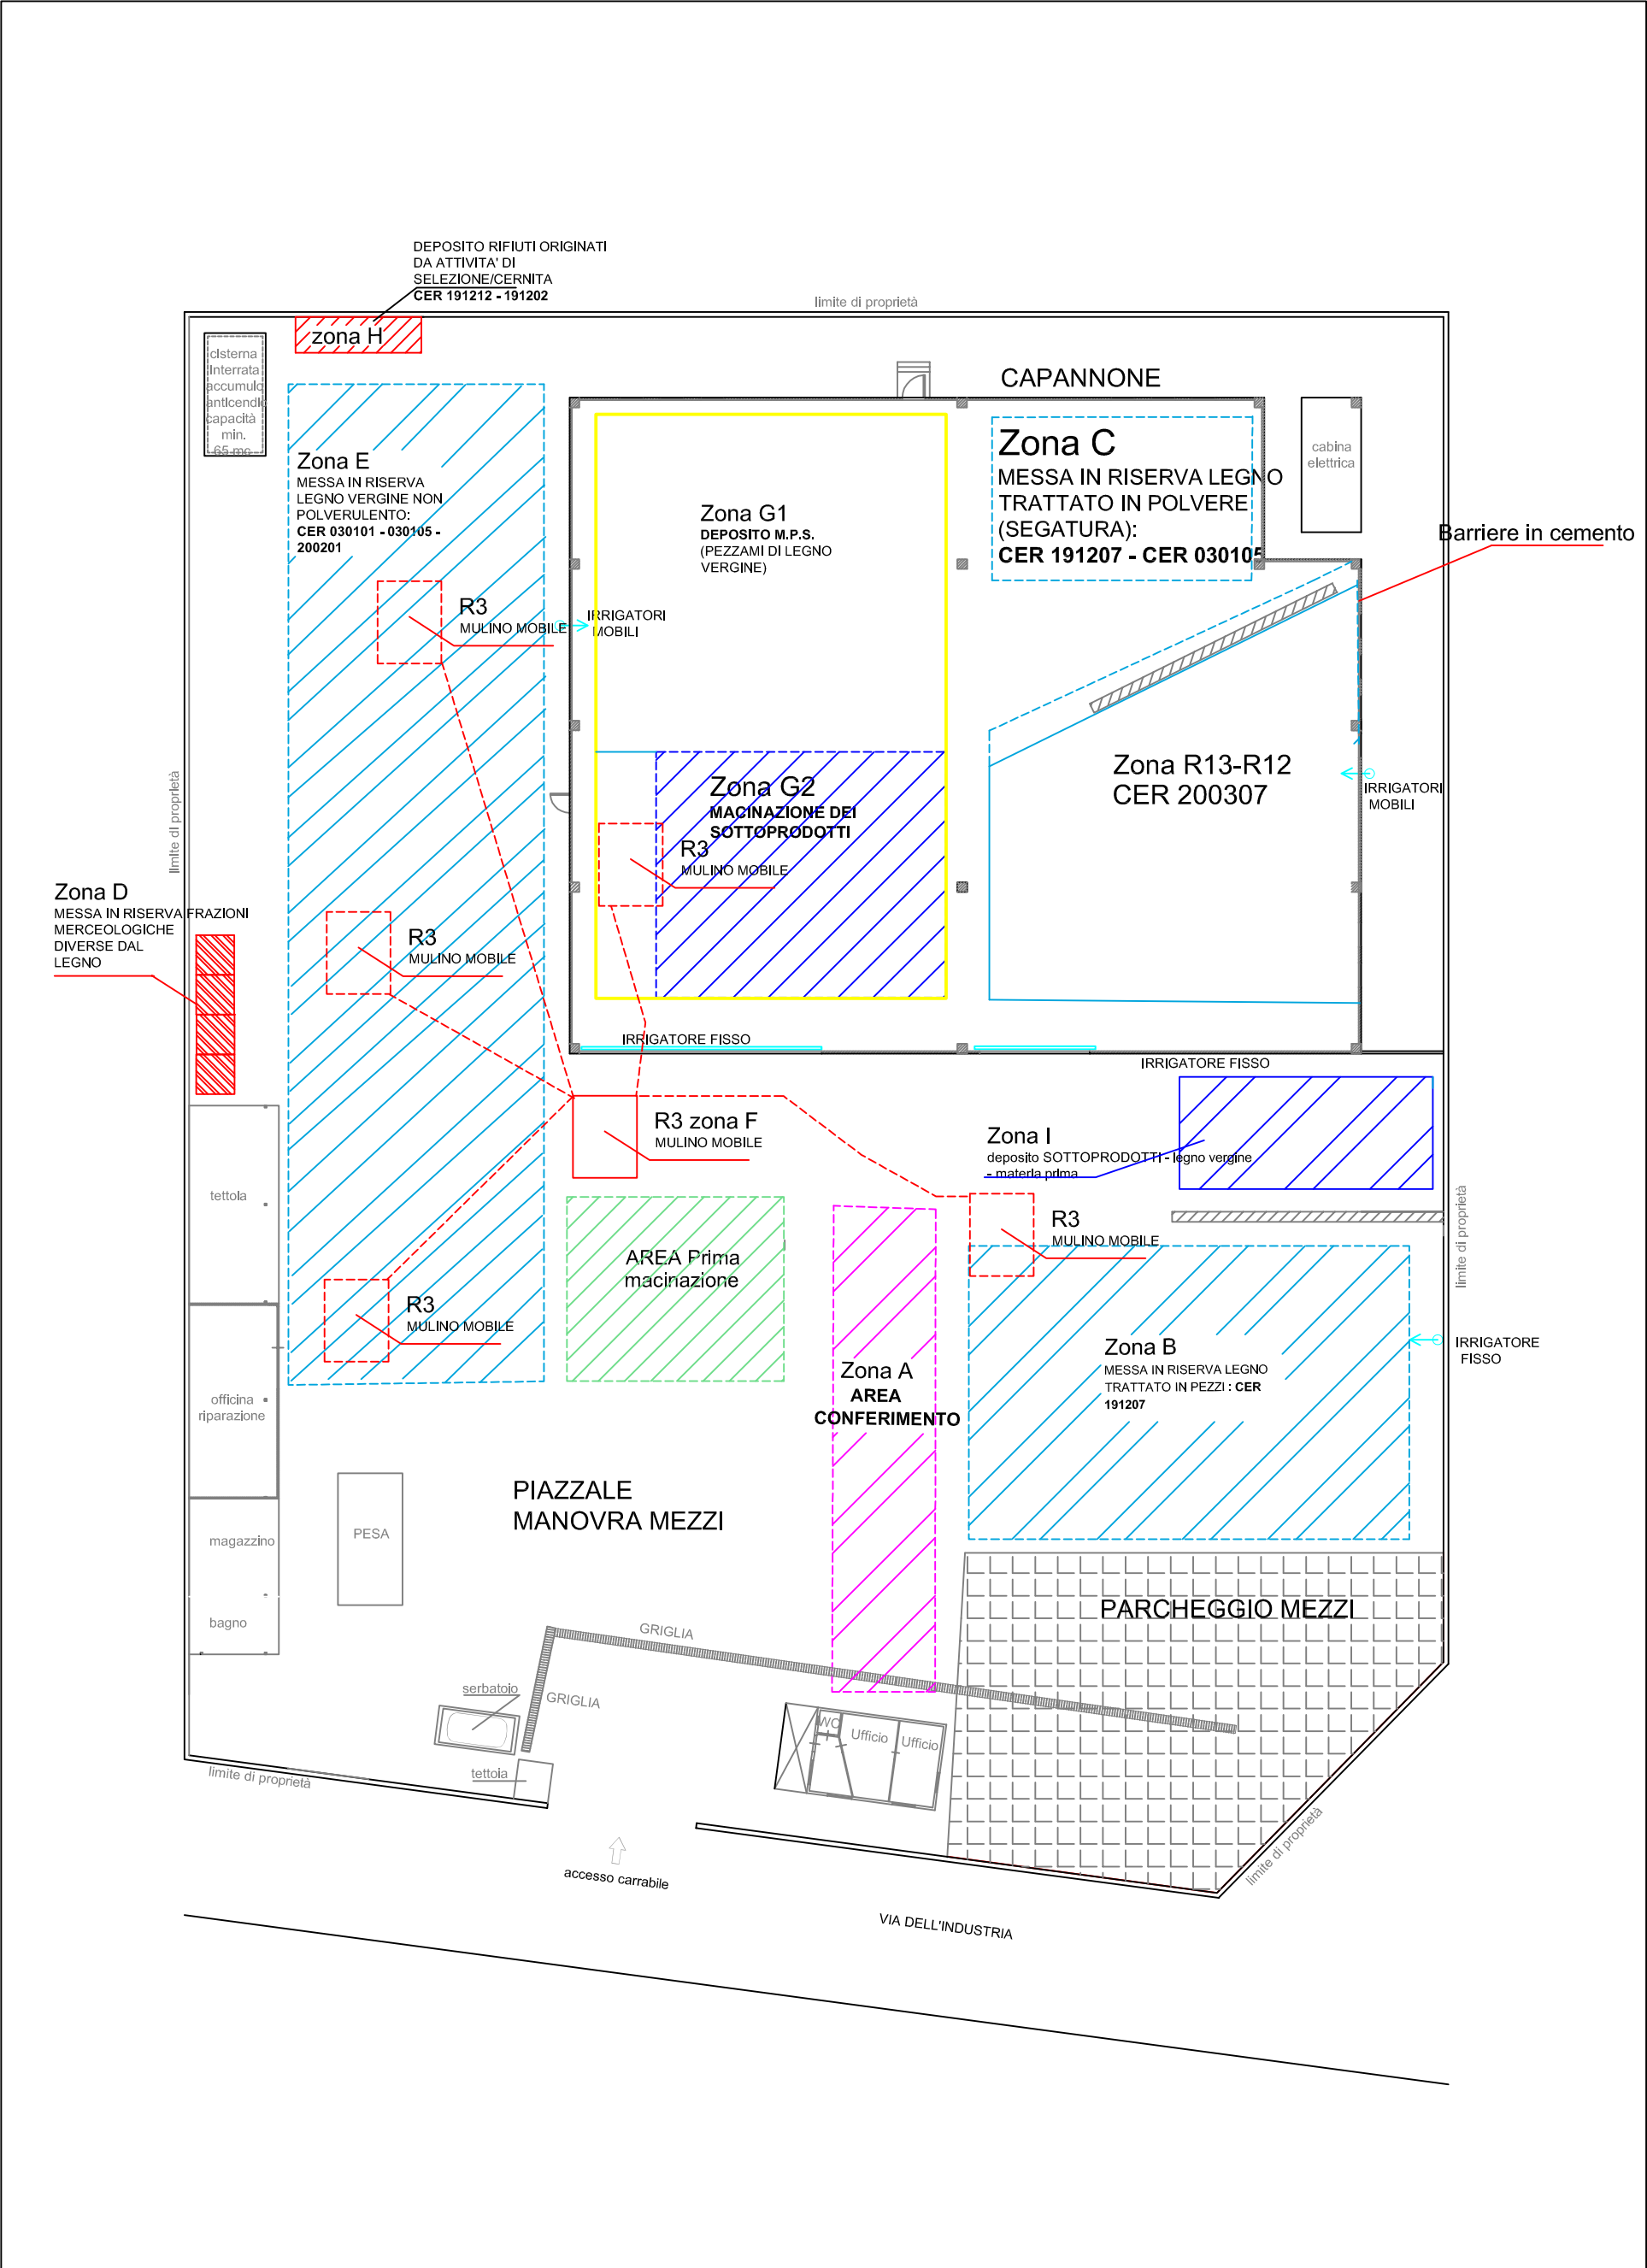 DEPOSITO RIFIUTI ORIGINATI
DA ATTIVITA' DI
SELEZIONE/CERNITA
CER 191212 - 191202
limite di proprietà
zona H
cisterna
interrata
accumulo
anticendio
capacità
min.
65 mc
CAPANNONE
Zona C
MESSA IN RISERVA LEGNO
TRATTATO IN POLVERE
(SEGATURA):
CER 191207 - CER 030105
cabina
elettrica
Zona E
MESSA IN RISERVA
LEGNO VERGINE NON
POLVERULENTO:
CER 030101 - 030105 -
200201
Zona G1
DEPOSITO M.P.S.
(PEZZAMI DI LEGNO
VERGINE)
Barriere in cemento
R3
MULINO MOBILE
IRRIGATORI
MOBILI
Zona R13-R12
CER 200307
IRRIGATORI
MOBILI
Zona G2
MACINAZIONE DEI
SOTTOPRODOTTI
R3
MULINO MOBILE
limite di proprietà
Zona D
MESSA IN RISERVA FRAZIONI
MERCEOLOGICHE
DIVERSE DAL
LEGNO
R3
MULINO MOBILE
IRRIGATORE FISSO
IRRIGATORE FISSO
R3 zona F
MULINO MOBILE
Zona I
deposito SOTTOPRODOTTI - legno vergine
- materia prima
tettoia
R3
MULINO MOBILE
limite di proprietà
AREA Prima
macinazione
R3
MULINO MOBILE
Zona B
MESSA IN RISERVA LEGNO
TRATTATO IN PEZZI : CER
191207
IRRIGATORE
FISSO
Zona A
AREA
CONFERIMENTO
officina
riparazione
PIAZZALE
MANOVRA MEZZI
PESA
magazzino
bagno
PARCHEGGIO MEZZI
GRIGLIA
GRIGLIA
serbatoio
WC
Ufficio
Ufficio
tettoia
limite di proprietà
limite di proprietà
accesso carrabile
VIA DELL'INDUSTRIA